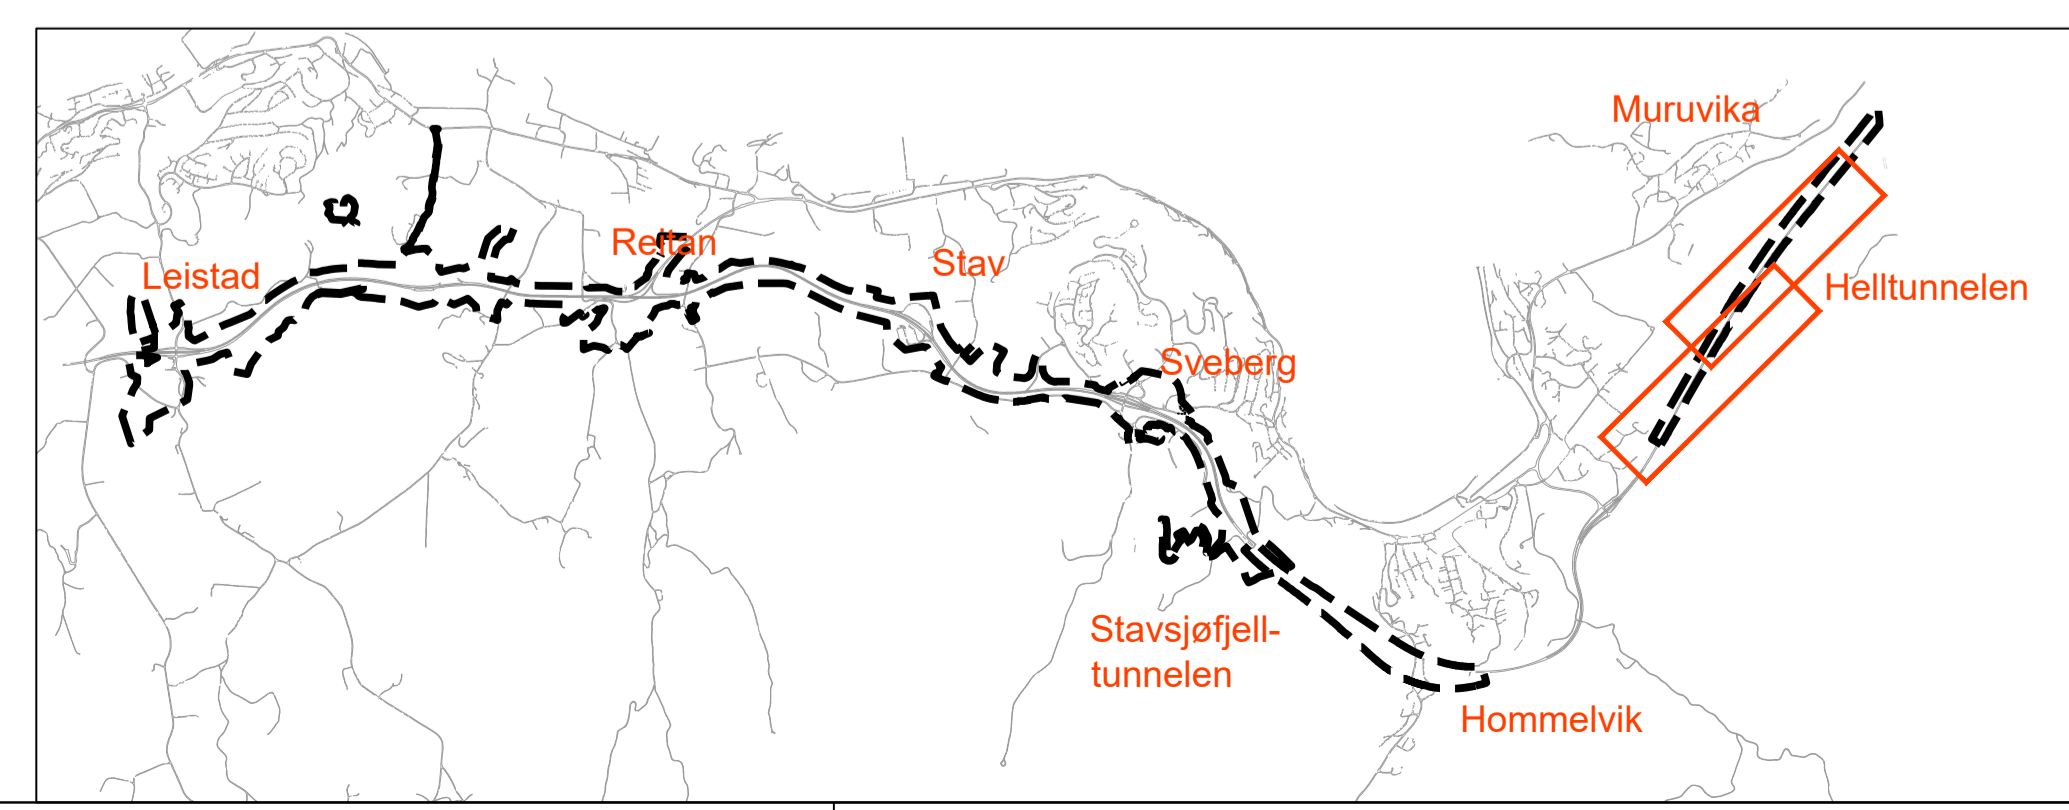 Muruvika
Reitan
Leistad
Stav
Helltunnelen
Sveberg
Stavsjøfjell-
tunnelen
Hommelvik